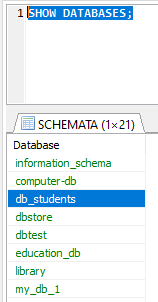 1 SHOW DATABASES;
SCHEMATA (1×21)
Database
information_schema
computer-db
db_students
dbstore
dbtest
education_db
library
my_db_1